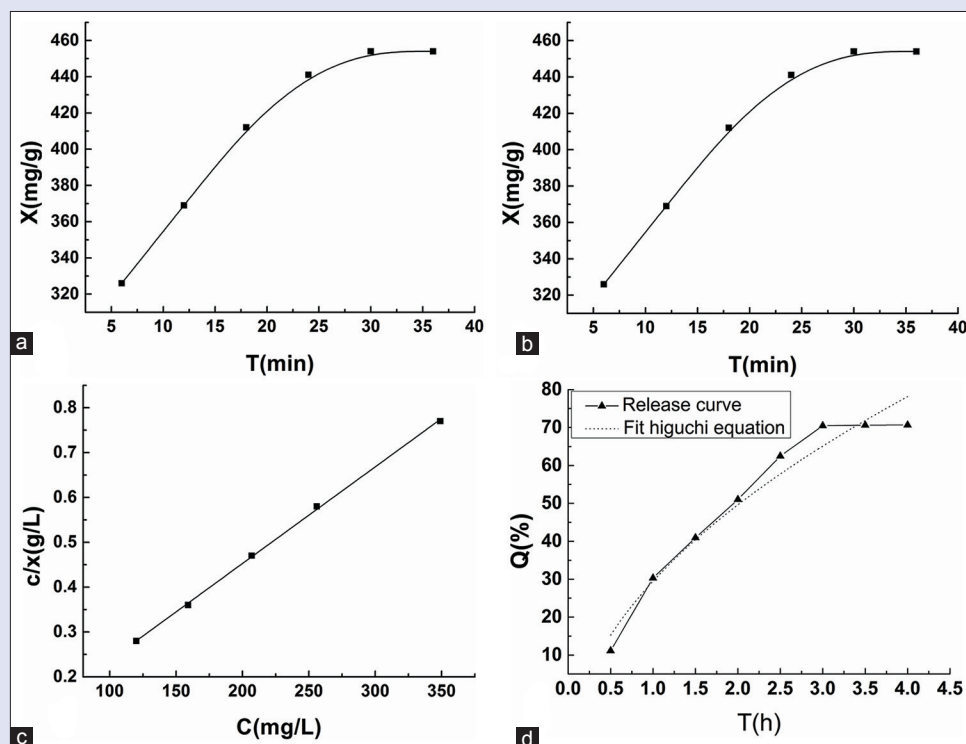 460
440
420
400
380
360
340
320
X(mg/g)
5 10 15 20 25 30 35 40
T(min)
a
460
440
420
400
380
360
340
320
X(mg/g)
5 10 15 20 25 30 35 40
T(min)
b
0.8
0.7
0.6
0.5
0.4
0.3
0.2
c/x(g/L)
100 150 200 250 300 350
C(mg/L)
c
80
70
60
50
40
30
20
10
Q(%)
Release curve
Fit higuchi equation
0.0 0.5 1.0 1.5 2.0 2.5 3.0 3.5 4.0 4.5
T(h)
d